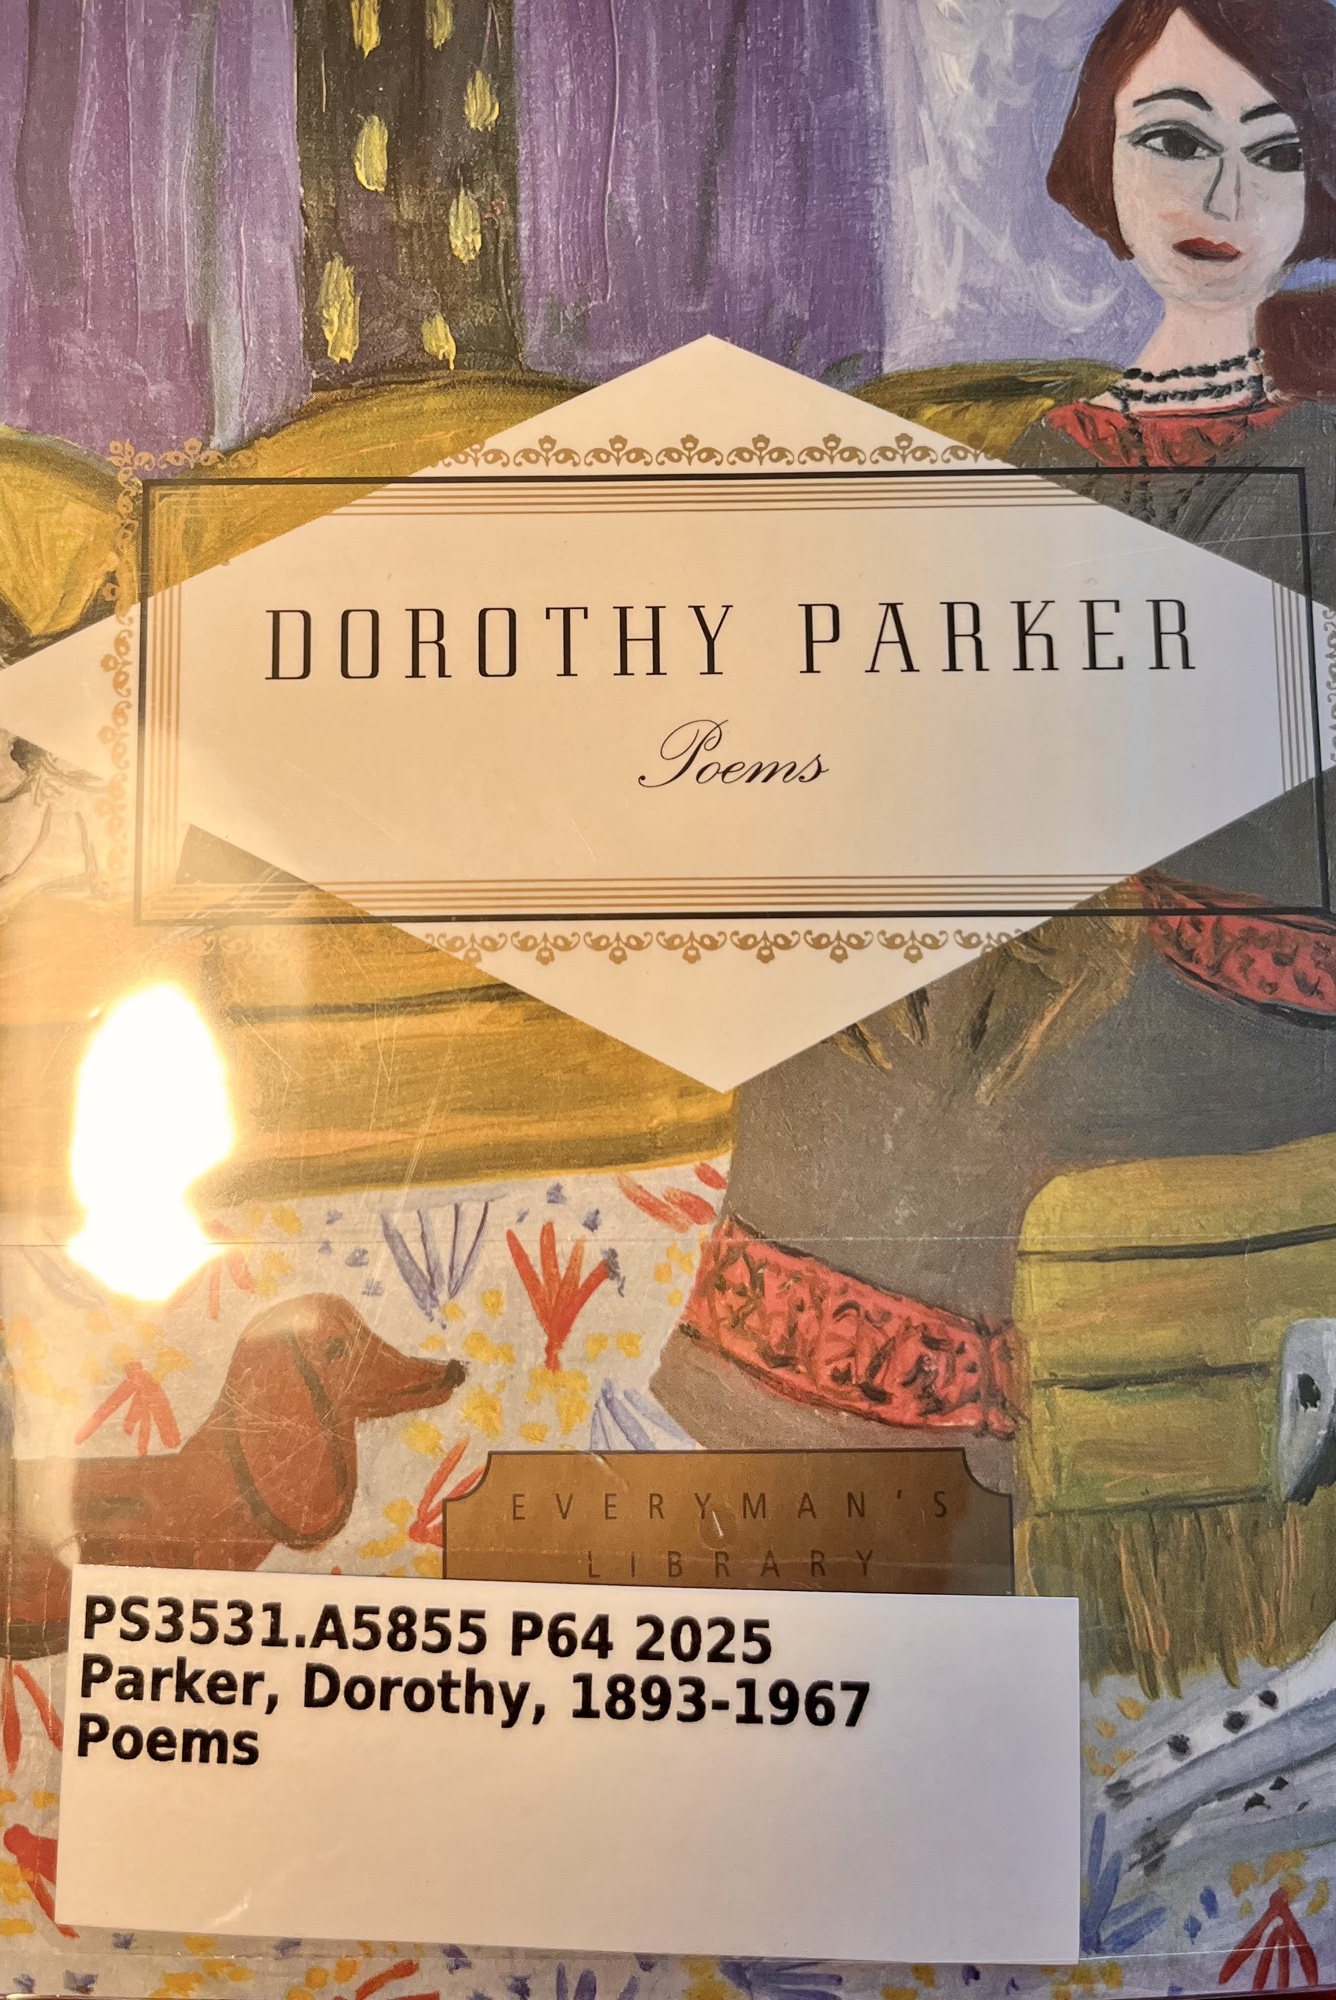 DOROTHY PARKER
Poems
EVERYMAN'S
LIBRARY
PS3531.A5855 P64 2025
Parker, Dorothy, 1893-1967
Poems